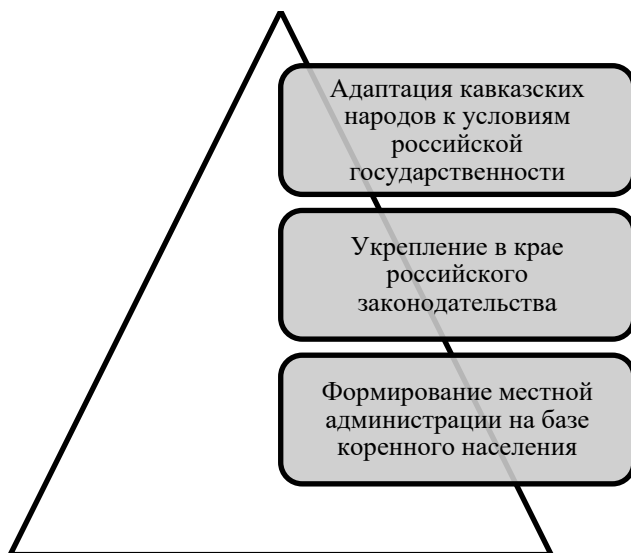 Адаптация кавказских
народов к условиям
российской
государственности
Укрепление в крае
российского
законодательства
Формирование местной
администрации на базе
коренного населения